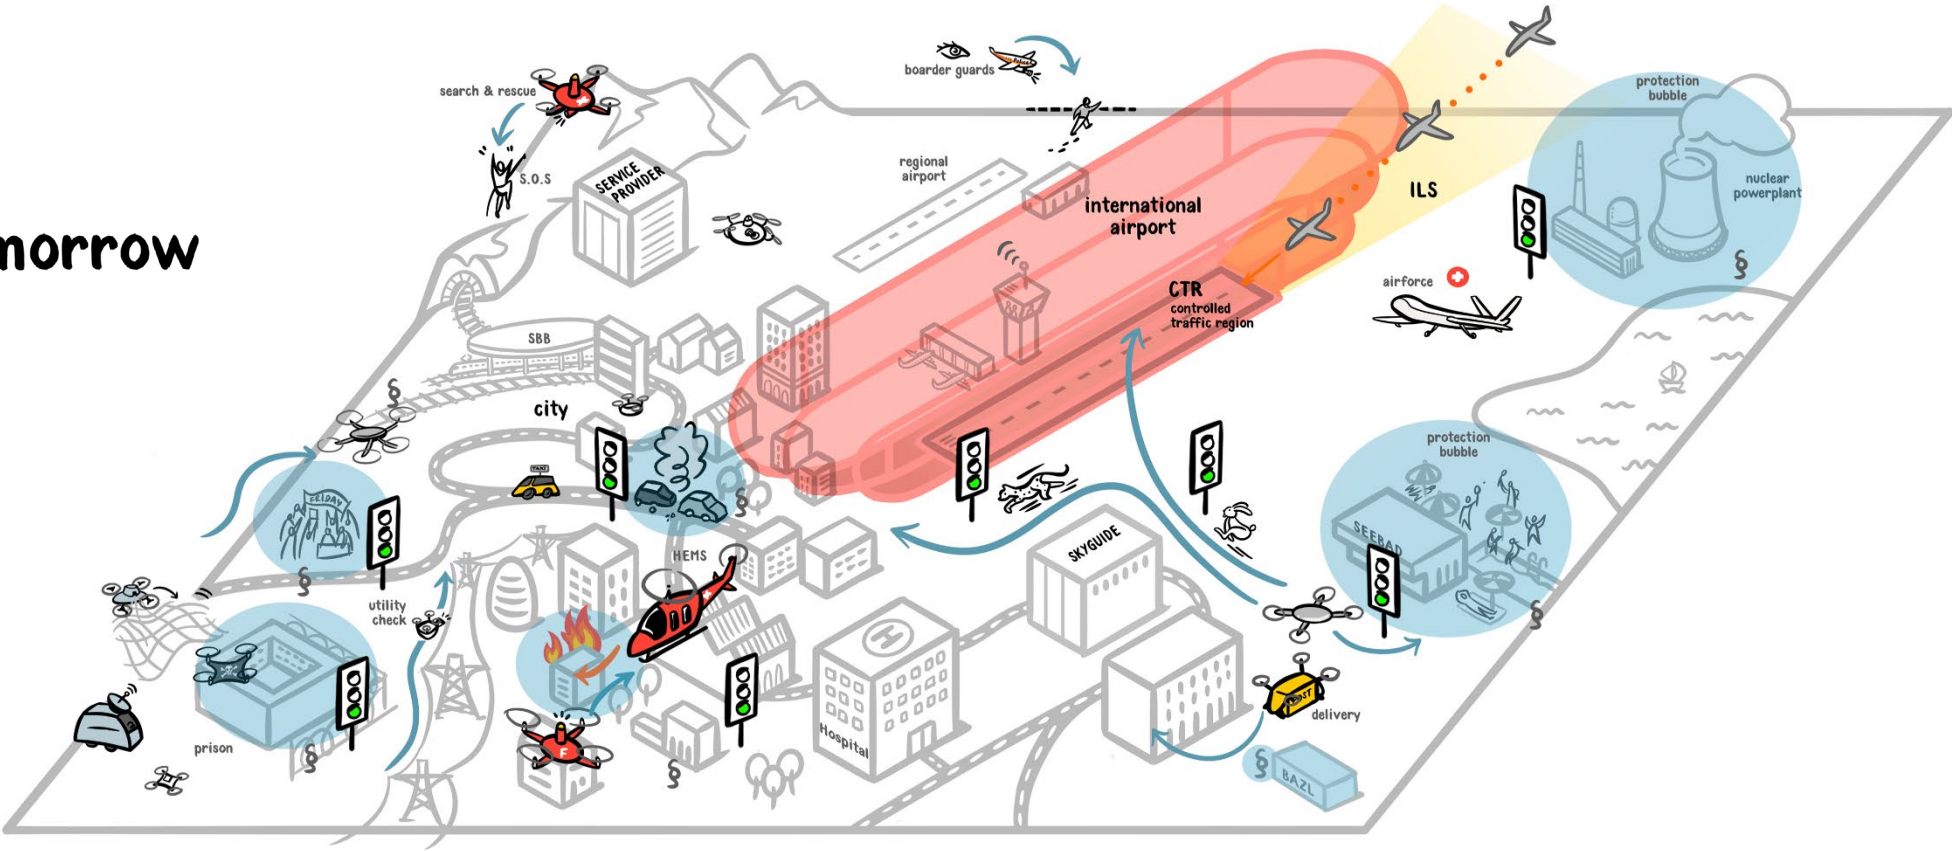 morrow
search & rescue
S.O.S
SERVICE
PROVIDER
boarder guards
regional
airport
international
airport
ILS
protection
bubble
nuclear
powerplant
§
CTR
controlled
traffic region
airforce
SBB
§
city
TAXI
§
FRIDAY
§
protection
bubble
SEEBAD
§
HEMS
SKYGUIDE
utility
check
prison
§
F
§
H
Hospital
POST
delivery
§
BAZL